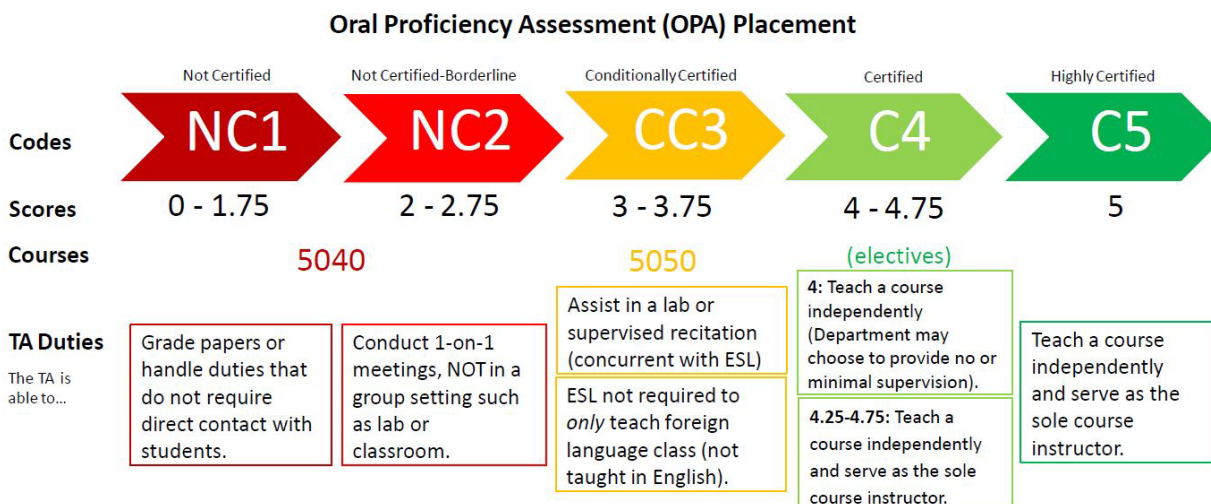 Oral Proficiency Assessment (OPA) Placement
Not Certified
Not Certified-Borderline
Conditionally Certified
Certified
Highly Certified
Codes
NC1
NC2
CC3
C4
C5
Scores
0 - 1.75
2 - 2.75
3 - 3.75
4 - 4.75
5
Courses
5040
5050
(electives)
TA Duties
The TA is
able to...
Grade papers or
handle duties that
do not require
direct contact with
students.
Conduct 1-on-1
meetings, NOT in a
group setting such
as lab or
classroom.
Assist in a lab or
supervised recitation
(concurrent with ESL)
ESL not required to
only teach foreign
language class (not
taught in English).
4: Teach a course
independently
(Department may
choose to provide no or
minimal supervision).
4.25-4.75: Teach a
course independently
and serve as the sole
course instructor.
Teach a course
independently
and serve as the
sole course
instructor.